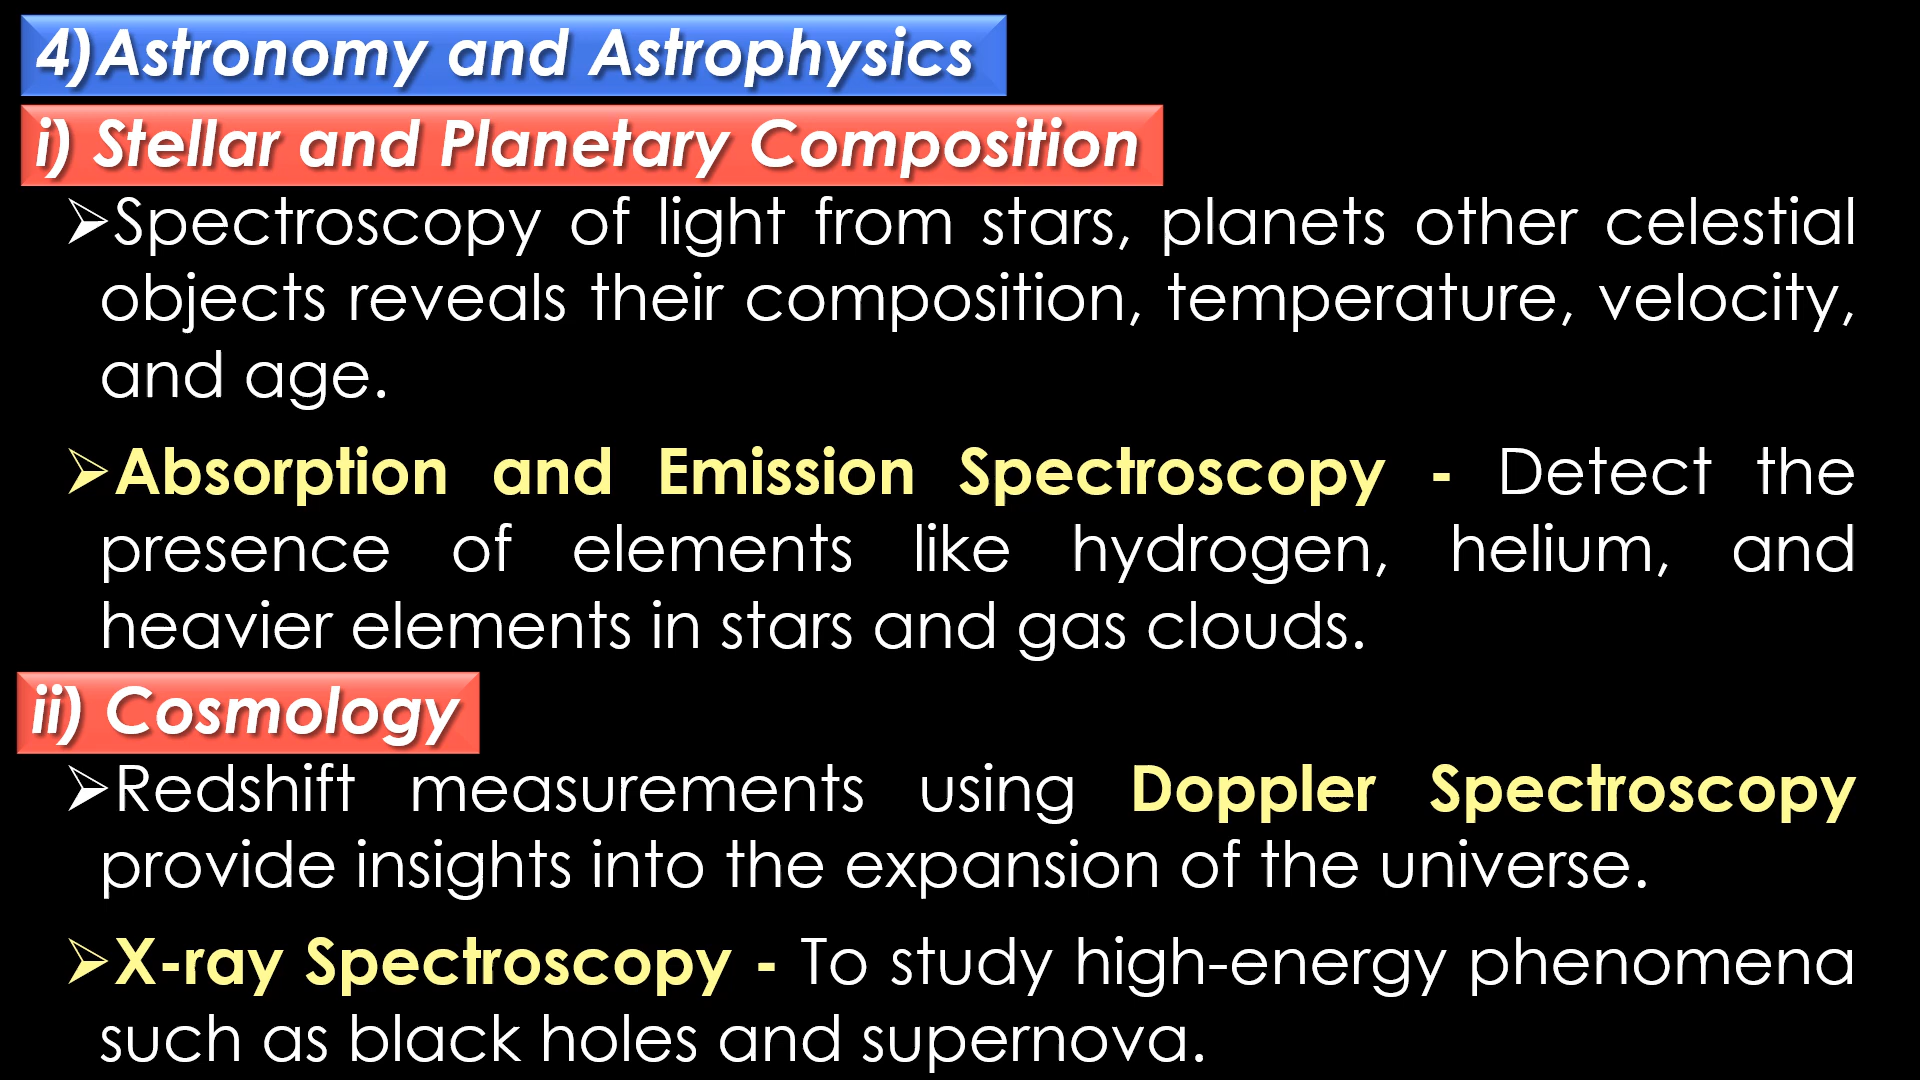 4)Astronomy and Astrophysics
i) Stellar and Planetary Composition
➢Spectroscopy of light from stars, planets other celestial
objects reveals their composition, temperature, velocity,
and age.
➢Absorption and Emission Spectroscopy - Detect the
presence of elements like hydrogen, helium, and
heavier elements in stars and gas clouds.
ii) Cosmology
➢Redshift measurements using Doppler Spectroscopy
provide insights into the expansion of the universe.
➢X-ray Spectroscopy - To study high-energy phenomena
such as black holes and supernova.